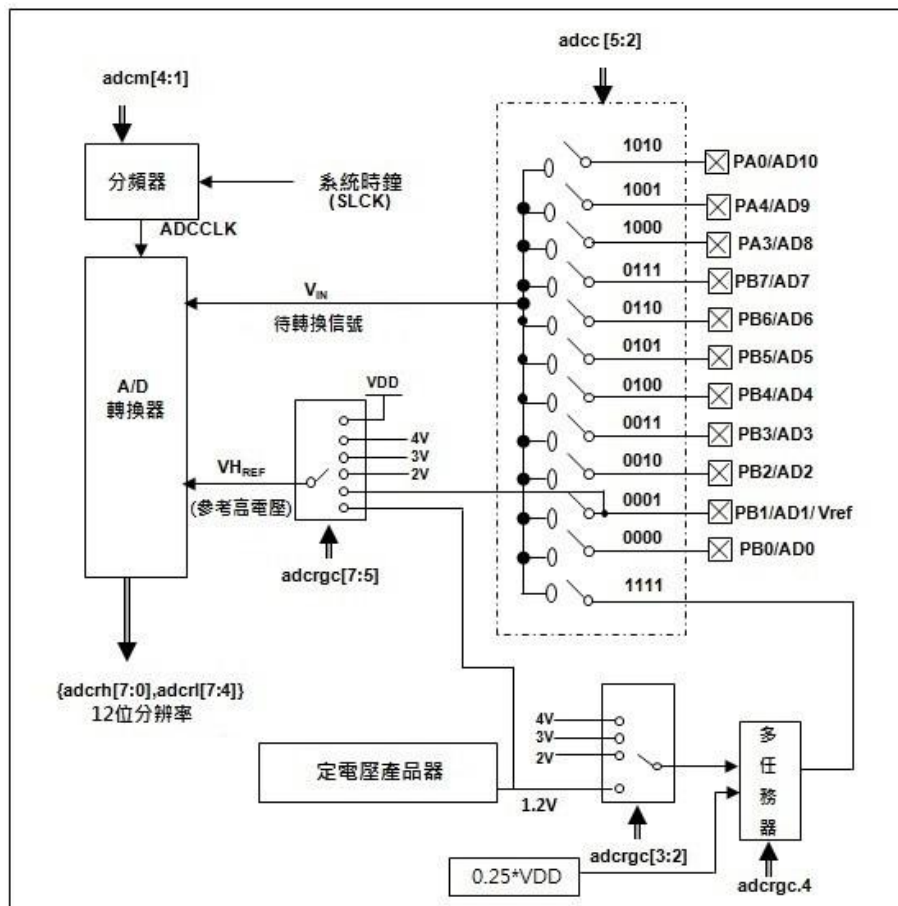 adcc [5:2]
adcm[4:1]
分頻器
系統時鐘
(SLCK)
ADCCLK
1010
PA0/AD10
1001
PA4/AD9
1000
PA3/AD8
0111
PB7/AD7
0110
PB6/AD6
0101
PB5/AD5
0100
PB4/AD4
0011
PB3/AD3
0010
PB2/AD2
0001
PB1/AD1/ Vref
0000
PB0/AD0
1111
VIN
待轉換信號
A/D
轉換器
VDD
4V
3V
2V
VHREF
(參考高電壓)
adcrgc[7:5]
{adcrh[7:0],adcrl[7:4]}
12位分辨率
定電壓產品器
1.2V
4V
3V
2V
adcrgc[3:2]
多任務器
0.25*VDD
adcrgc.4